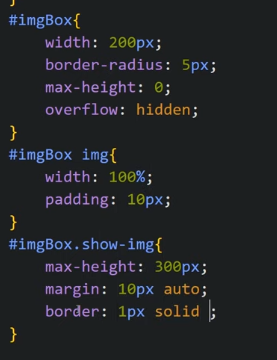 }
#imgBox{
width: 200px;
border-radius: 5px;
max-height: 0;
overflow: hidden;
}
#imgBox img{
width: 100%;
padding: 10px;
}
#imgBox.show-img{
max-height: 300px;
margin: 10px auto;
border: 1px solid ;
}